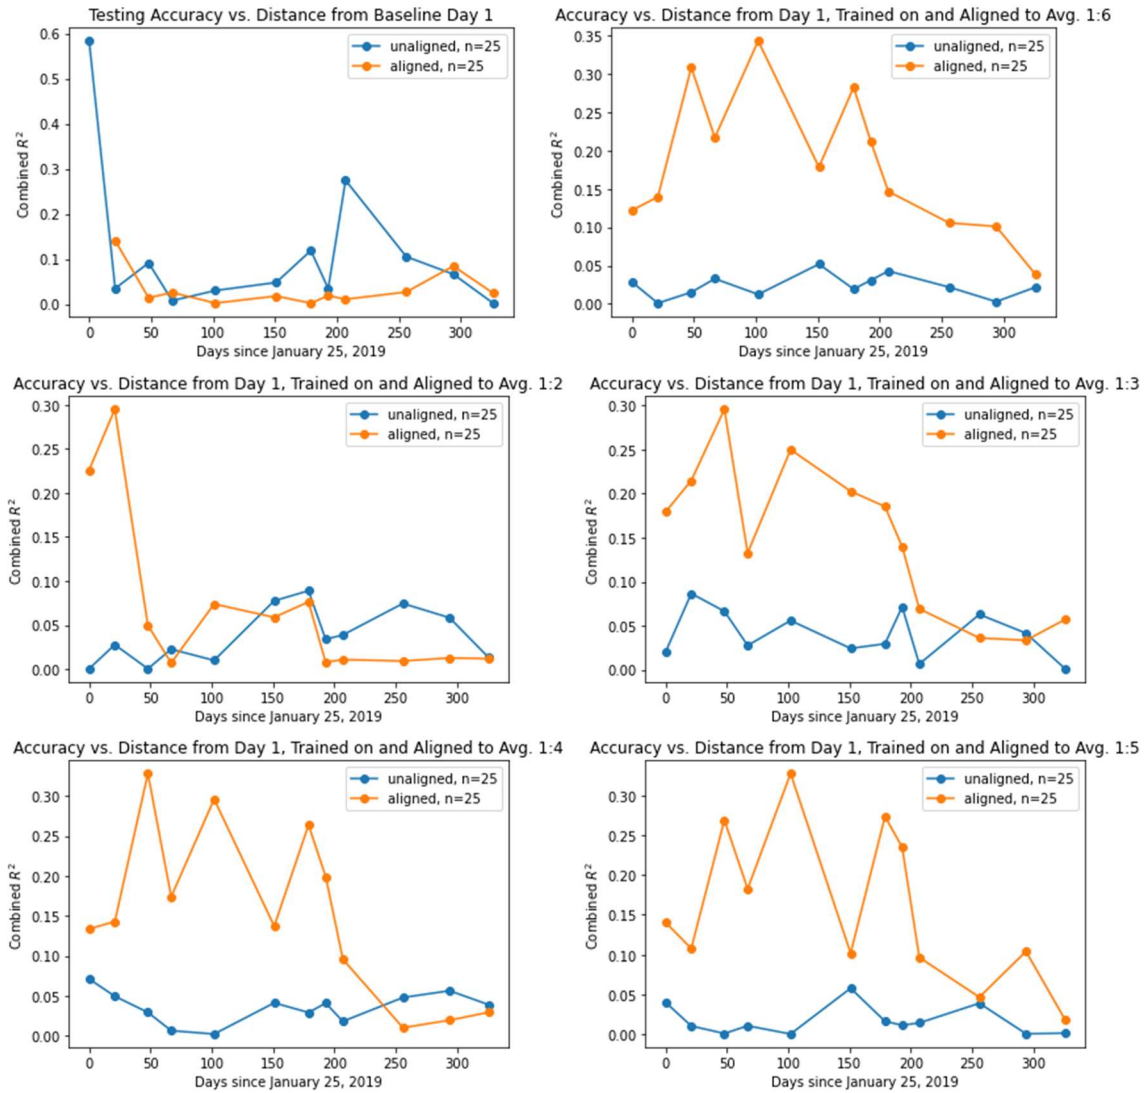 Testing Accuracy vs. Distance from Baseline Day 1
0.6
0.5
0.4
0.3
0.2
0.1
0.0
Combined R²
unaligned, n=25
aligned, n=25
0 50 100 150 200 250 300
Days since January 25, 2019
Accuracy vs. Distance from Day 1, Trained on and Aligned to Avg. 1:6
0.35
0.30
0.25
0.20
0.15
0.10
0.05
0.00
Combined R²
unaligned, n=25
aligned, n=25
0 50 100 150 200 250 300
Days since January 25, 2019
Accuracy vs. Distance from Day 1, Trained on and Aligned to Avg. 1:2
0.30
0.25
0.20
0.15
0.10
0.05
0.00
Combined R²
unaligned, n=25
aligned, n=25
0 50 100 150 200 250 300
Days since January 25, 2019
Accuracy vs. Distance from Day 1, Trained on and Aligned to Avg. 1:3
0.30
0.25
0.20
0.15
0.10
0.05
0.00
Combined R²
unaligned, n=25
aligned, n=25
0 50 100 150 200 250 300
Days since January 25, 2019
Accuracy vs. Distance from Day 1, Trained on and Aligned to Avg. 1:4
0.30
0.25
0.20
0.15
0.10
0.05
0.00
Combined R²
unaligned, n=25
aligned, n=25
0 50 100 150 200 250 300
Days since January 25, 2019
Accuracy vs. Distance from Day 1, Trained on and Aligned to Avg. 1:5
0.30
0.25
0.20
0.15
0.10
0.05
0.00
Combined R²
unaligned, n=25
aligned, n=25
0 50 100 150 200 250 300
Days since January 25, 2019